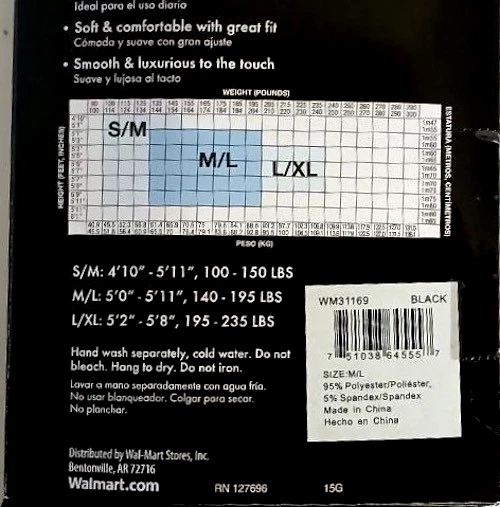 Ideal para el uso diario
• Soft & comfortable with great fit
Cómoda y suave con gran ajuste
• Smooth & luxurious to the touch
Suave y lujosa al tacto
WEIGHT (POUNDS)
HEIGHT (FEET, INCHES)
S/M
M/L
L/XL
ESTATURA (METROS, CENTIMETROS)
PESO (KG)
S/M: 4'10" - 5'11", 100 - 150 LBS
M/L: 5'0" - 5'11", 140 - 195 LBS
L/XL: 5'2" - 5'8", 195 - 235 LBS
Hand wash separately, cold water. Do not
bleach. Hang to dry. Do not iron.
Lavar a mano separadamente con agua fría.
No usar blanqueador. Colgar para secar.
No planchar.
WM31169 BLACK
7 51038 64555 7
SIZE:M/L
95% Polyester/Poliéster,
5% Spandex/Spandex
Made in China
Hecho en China
Distributed by Wal-Mart Stores, Inc.
Bentonville, AR 72716
Walmart.com RN 127696 15G